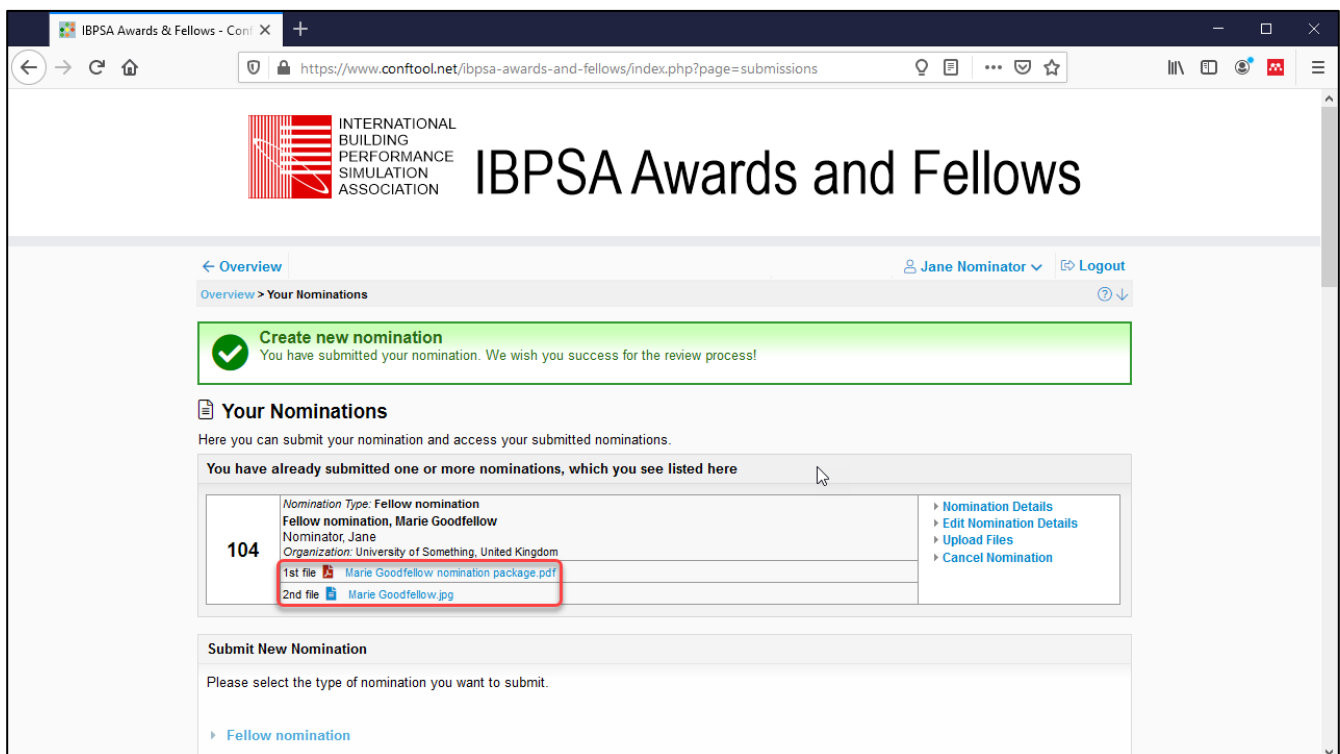 IBPSA Awards & Fellows - Conf
https://www.conftool.net/ibpsa-awards-and-fellows/index.php?page=submissions
INTERNATIONAL
BUILDING
PERFORMANCE
SIMULATION
ASSOCIATION
IBPSA Awards and Fellows
← Overview
Jane Nominator
Logout
Overview > Your Nominations
Create new nomination
You have submitted your nomination. We wish you success for the review process!
Your Nominations
Here you can submit your nomination and access your submitted nominations.
You have already submitted one or more nominations, which you see listed here
104
Nomination Type: Fellow nomination
Fellow nomination, Marie Goodfellow
Nominator, Jane
Organization: University of Something, United Kingdom
1st file Marie Goodfellow nomination package.pdf
2nd file Marie Goodfellow.jpg
Nomination Details
Edit Nomination Details
Upload Files
Cancel Nomination
Submit New Nomination
Please select the type of nomination you want to submit.
Fellow nomination